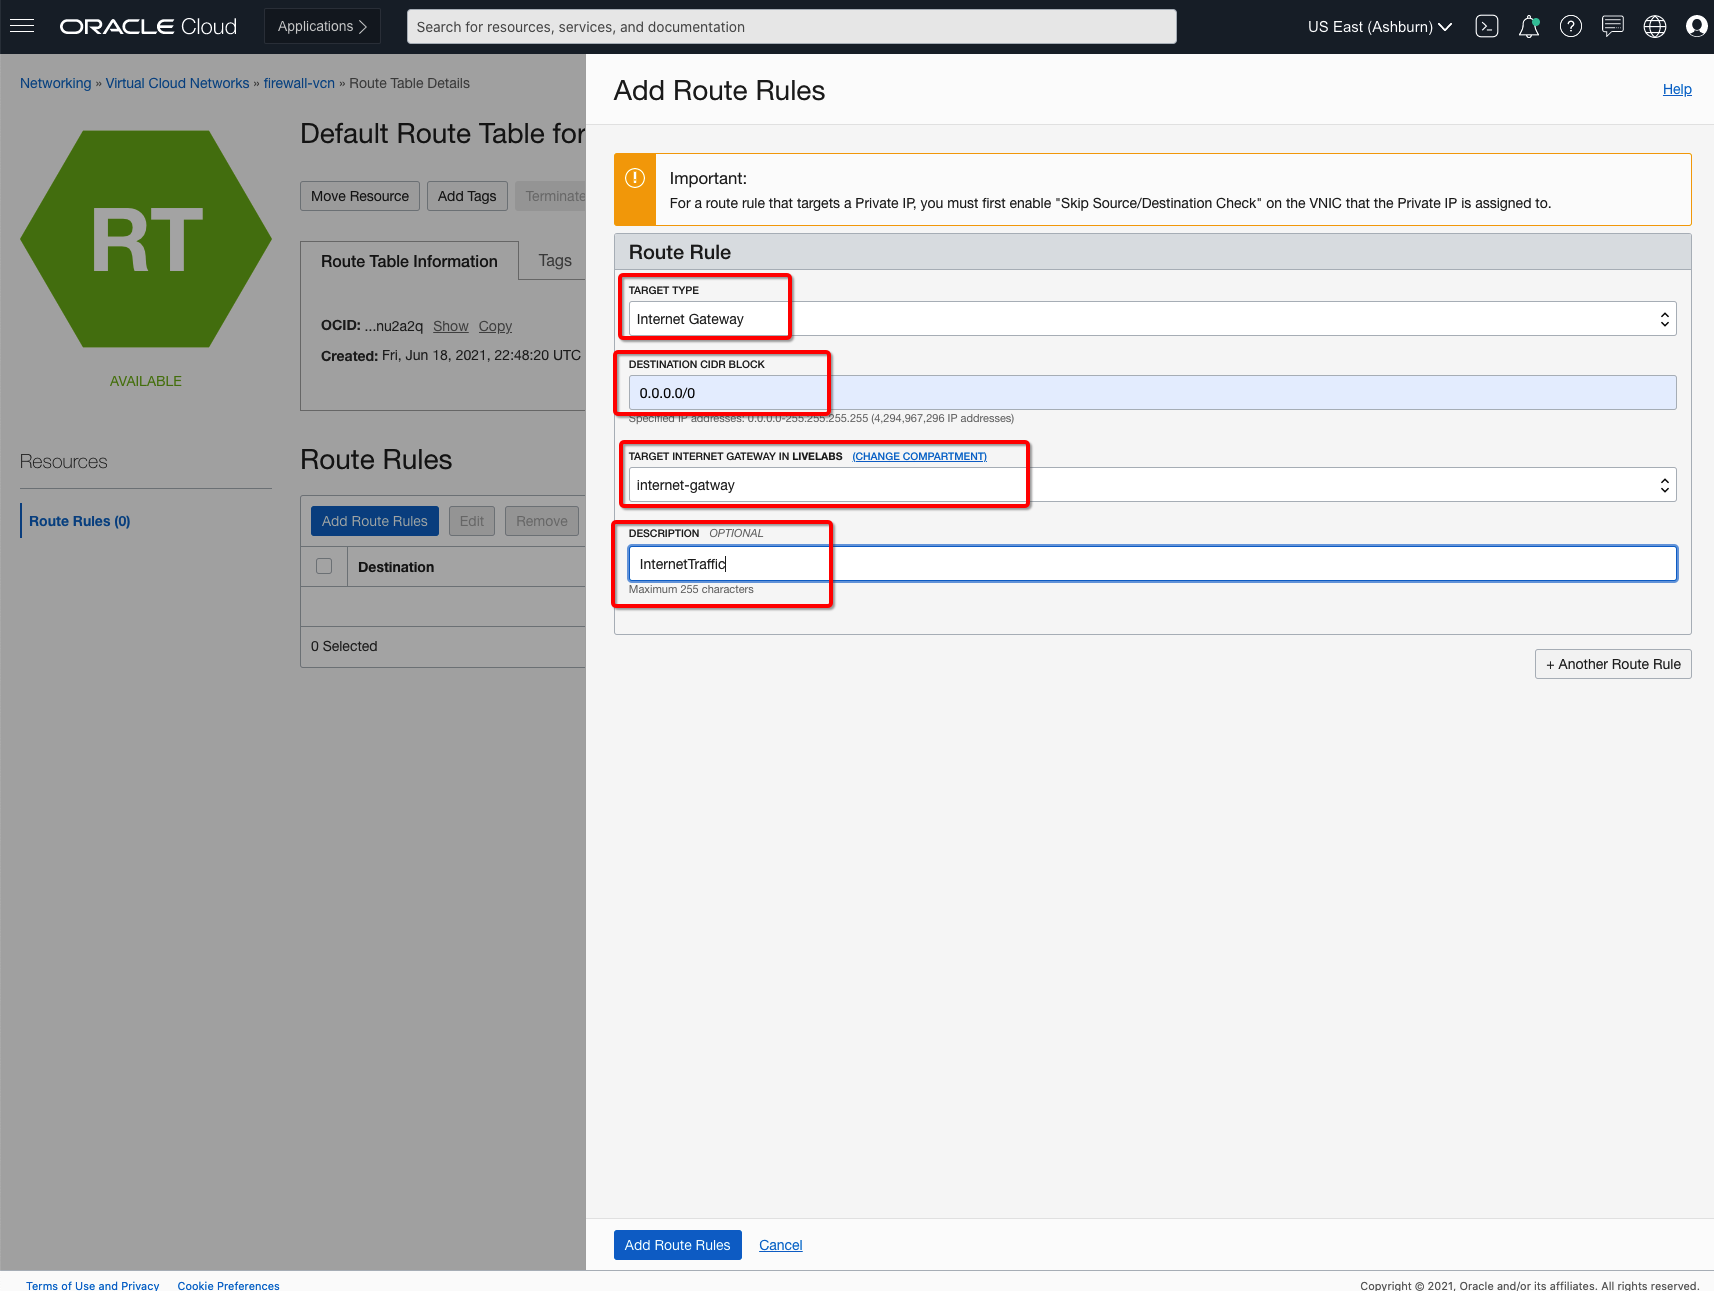 ORACLE Cloud
Applications
Search for resources, services, and documentation
US East (Ashburn)
Networking » Virtual Cloud Networks » firewall-vcn » Route Table Details
RT
AVAILABLE
Default Route Table for
Move Resource
Add Tags
Terminate
Route Table Information
Tags
OCID: ...nu2a2q Show Copy
Created: Fri, Jun 18, 2021, 22:48:20 UTC
Resources
Route Rules (0)
Route Rules
Add Route Rules
Edit
Remove
Destination
0 Selected
Add Route Rules
Help
Important:
For a route rule that targets a Private IP, you must first enable "Skip Source/Destination Check" on the VNIC that the Private IP is assigned to.
Route Rule
TARGET TYPE
Internet Gateway
DESTINATION CIDR BLOCK
0.0.0.0/0
Specified IP addresses: 0.0.0.0-255.255.255.255 (4,294,967,296 IP addresses)
TARGET INTERNET GATEWAY IN LIVELABS (CHANGE COMPARTMENT)
internet-gatway
DESCRIPTION OPTIONAL
InternetTraffic
Maximum 255 characters
+ Another Route Rule
Add Route Rules
Cancel
Terms of Use and Privacy
Cookie Preferences
Copyright © 2021, Oracle and/or its affiliates. All rights reserved.